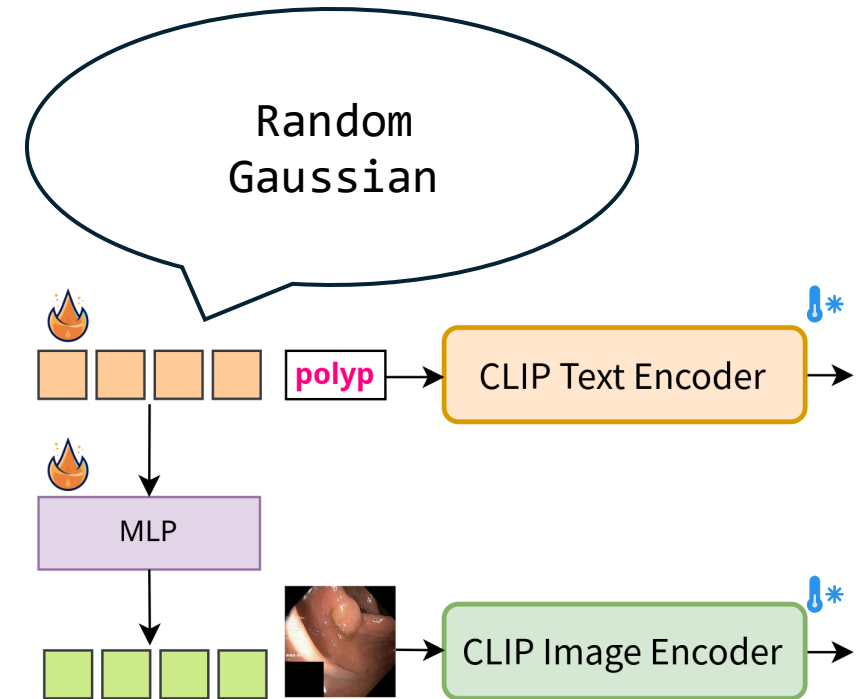 Random
Gaussian
polyp
CLIP Text Encoder
MLP
CLIP Image Encoder